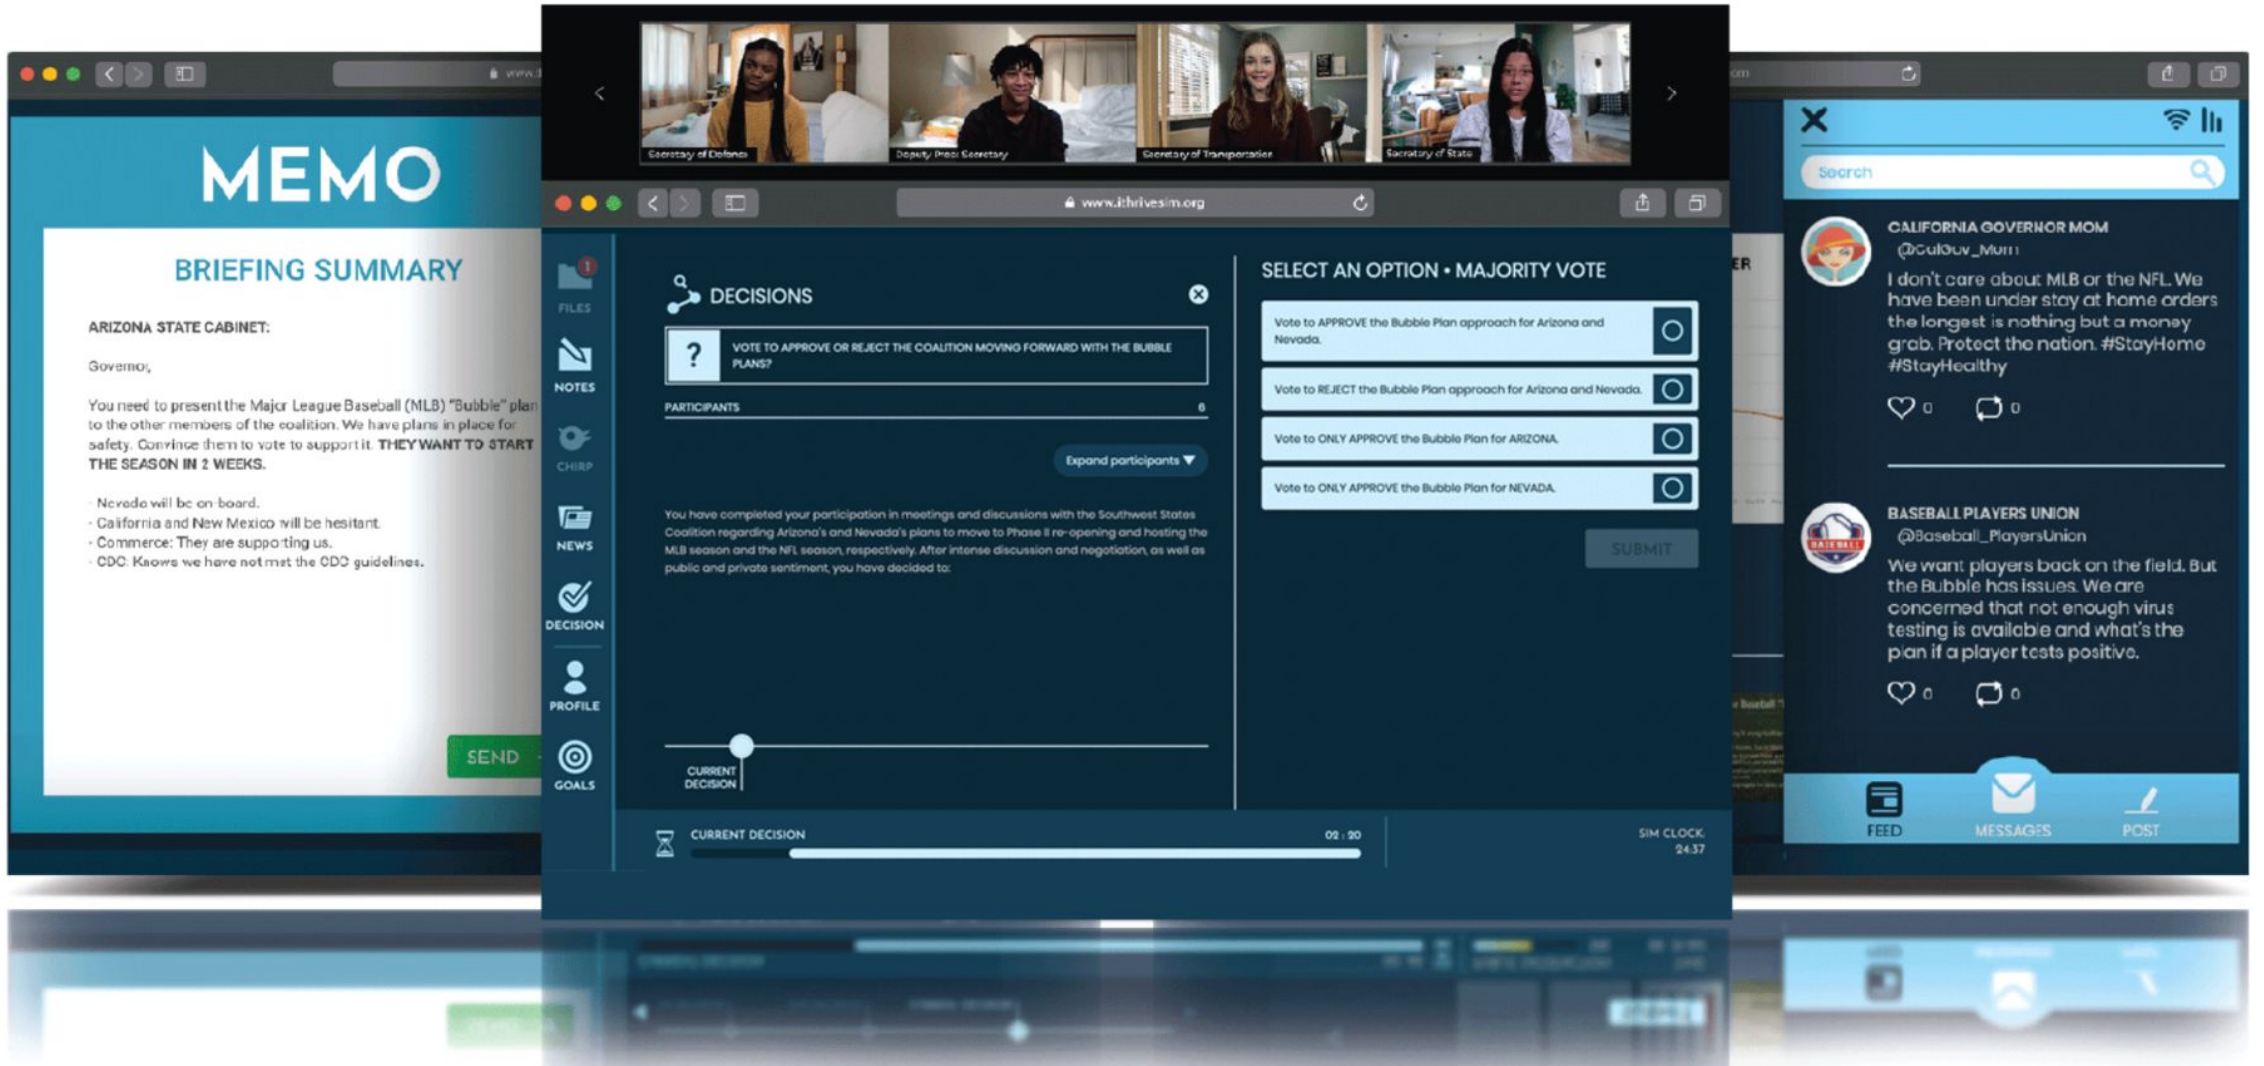 www.i
MEMO
BRIEFING SUMMARY
ARIZONA STATE CABINET:
Governor,
You need to present the Major League Baseball (MLB) "Bubble" plan
to the other members of the coalition. We have plans in place for
safety. Convince them to vote to support it. THEY WANT TO START
THE SEASON IN 2 WEEKS.
- Nevada will be on-board.
- California and New Mexico will be hesitant.
- Commerce: They are supporting us.
- CDC: Knows we have not met the CDC guidelines.
SEND
Secretary of Defence
Deputy Press Secretary
Secretary of Transportation
Secretary of State
www.ithrivesim.org
1
FILES
NOTES
CHIRP
NEWS
DECISION
PROFILE
GOALS
DECISIONS
?
VOTE TO APPROVE OR REJECT THE COALITION MOVING FORWARD WITH THE BUBBLE
PLANS?
PARTICIPANTS 6
Expand participants
You have completed your participation in meetings and discussions with the Southwest States
Coalition regarding Arizona's and Nevada's plans to move to Phase II re-opening and hosting the
MLB season and the NFL season, respectively. After intense discussion and negotiation, as well as
public and private sentiment, you have decided to:
CURRENT
DECISION
SELECT AN OPTION • MAJORITY VOTE
Vote to APPROVE the Bubble Plan approach for Arizona and
Nevada.
Vote to REJECT the Bubble Plan approach for Arizona and Nevada.
Vote to ONLY APPROVE the Bubble Plan for ARIZONA.
Vote to ONLY APPROVE the Bubble Plan for NEVADA.
SUBMIT
CURRENT DECISION 02 : 20
SIM CLOCK:
24:37
om
ER
Search
CALIFORNIA GOVERNOR MOM
@CalGuv_Mom
I don't care about MLB or the NFL. We
have been under stay at home orders
the longest is nothing but a money
grab. Protect the nation. #StayHome
#StayHealthy
0 0
BASEBALL
BASEBALL PLAYERS UNION
@Baseball_PlayersUnion
We want players back on the field. But
the Bubble has issues. We are
concerned that not enough virus
testing is available and what's the
plan if a player tests positive.
0 0
FEED
MESSAGES
POST